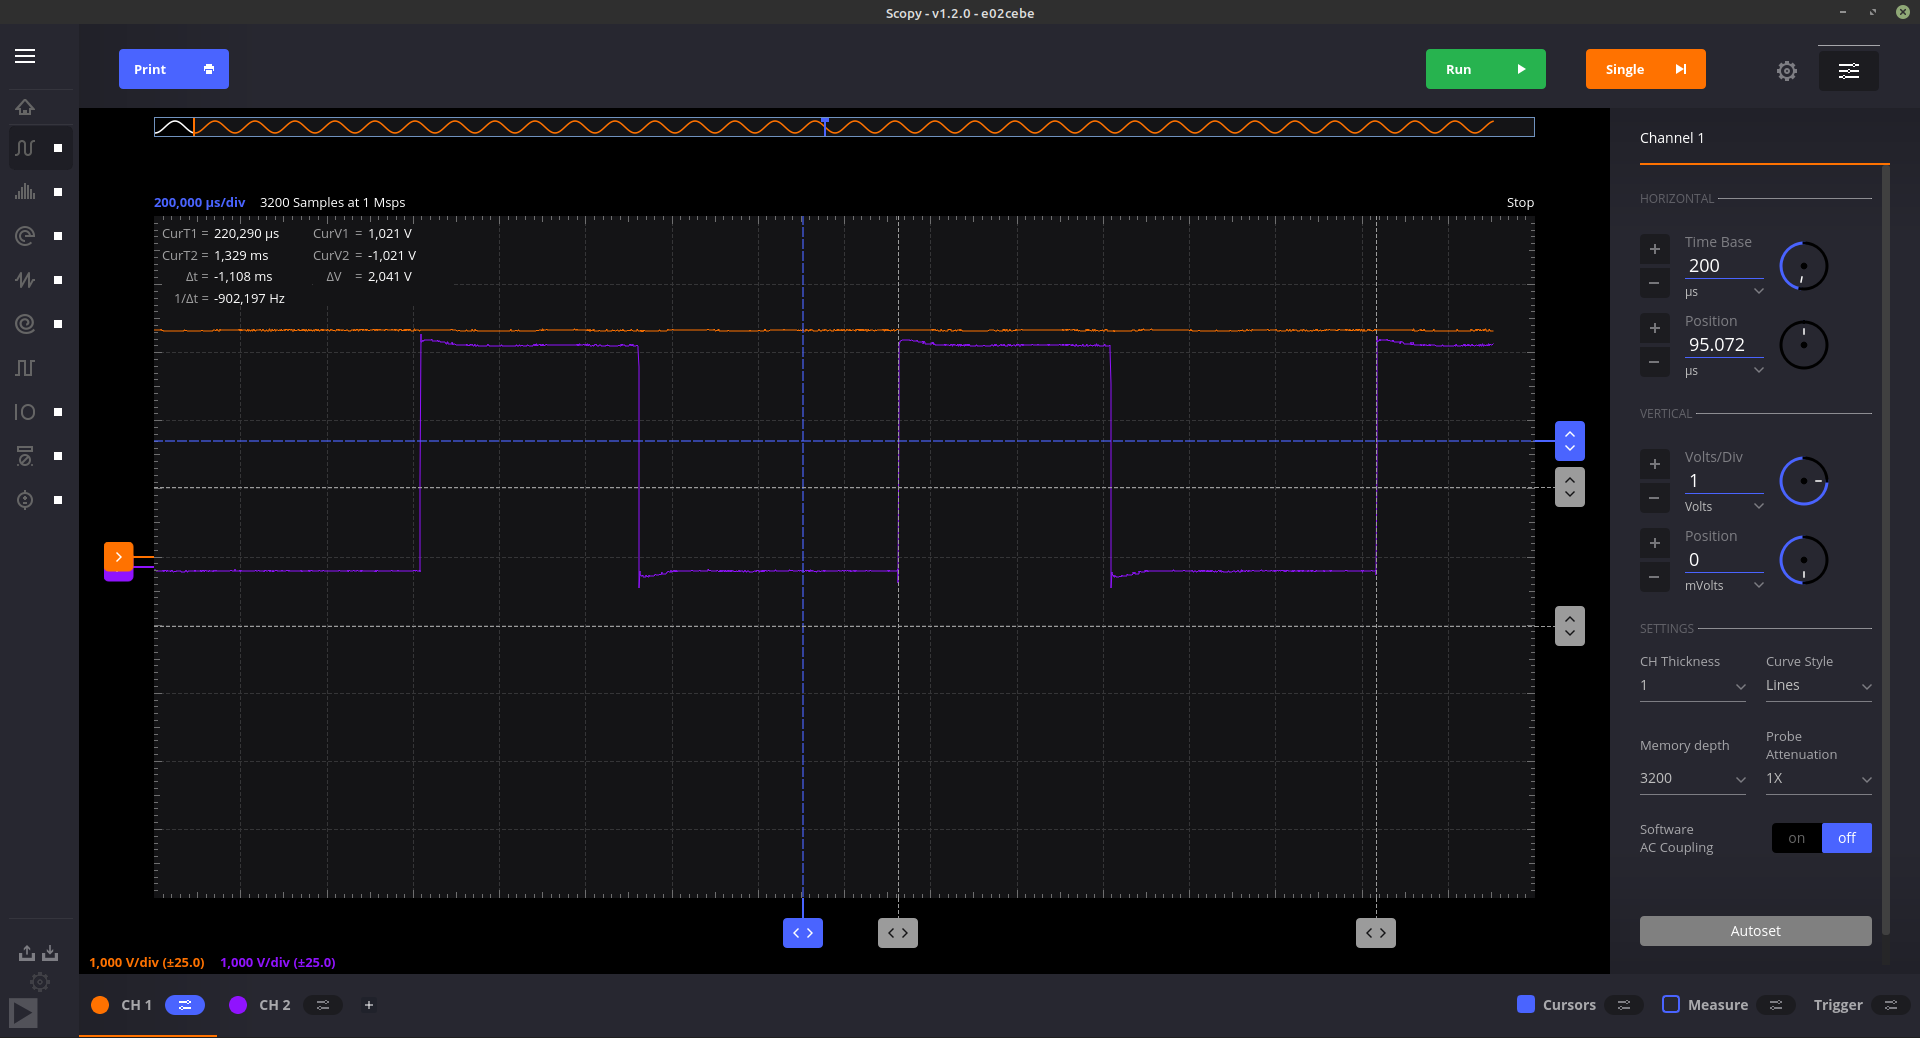 Scopy - v1.2.0 - e02cebe
Print
Run
Single
Channel 1
200,000 µs/div 3200 Samples at 1 Msps
Stop
CurT1 = 220,290 µs CurV1 = 1,021 V
CurT2 = 1,329 ms CurV2 = -1,021 V
Δt = -1,108 ms ΔV = 2,041 V
1/Δt = -902,197 Hz
HORIZONTAL
Time Base
200
µs
Position
95.072
µs
VERTICAL
Volts/Div
1
Volts
Position
0
mVolts
SETTINGS
CH Thickness Curve Style
1 Lines
Memory depth Probe Attenuation
3200 1X
Software
AC Coupling
on off
Autoset
1,000 V/div (±25.0) 1,000 V/div (±25.0)
CH 1 CH 2 + Cursors Measure Trigger